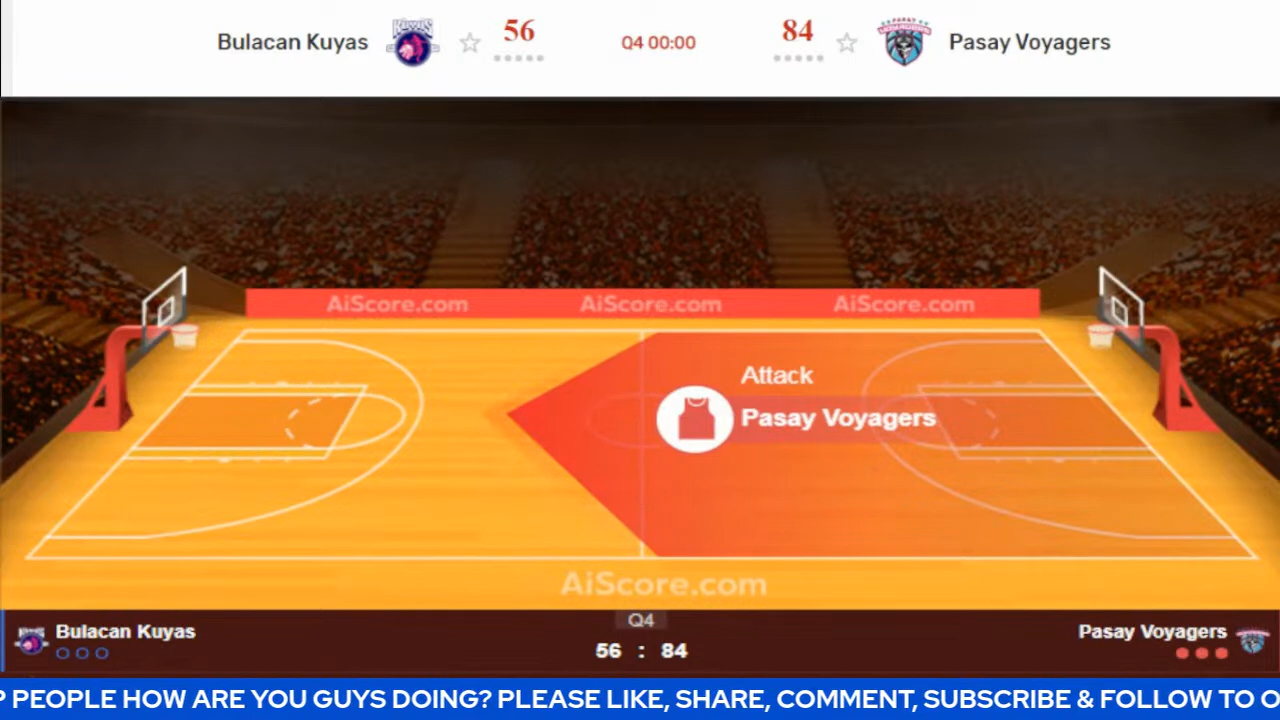 Bulacan Kuyas
56
Q4 00:00
84
Pasay Voyagers
AiScore.com AiScore.com AiScore.com
Attack
Pasay Voyagers
AiScore.com
Bulacan Kuyas
Q4
56 : 84
Pasay Voyagers
P PEOPLE HOW ARE YOU GUYS DOING? PLEASE LIKE, SHARE, COMMENT, SUBSCRIBE & FOLLOW TO O